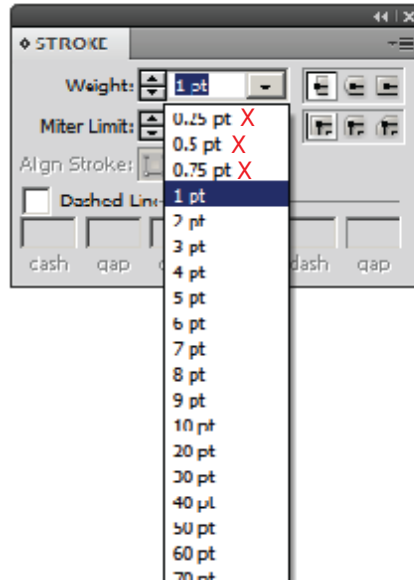 STROKE
Weight: 1 pt
Miter Limit:
Align Stroke:
Dashed Line
dash gap dash gap
0.25 pt X
0.5 pt X
0.75 pt X
1 pt
2 pt
3 pt
4 pt
5 pt
6 pt
7 pt
8 pt
9 pt
10 pt
20 pt
30 pt
40 pt
50 pt
60 pt
70 pt